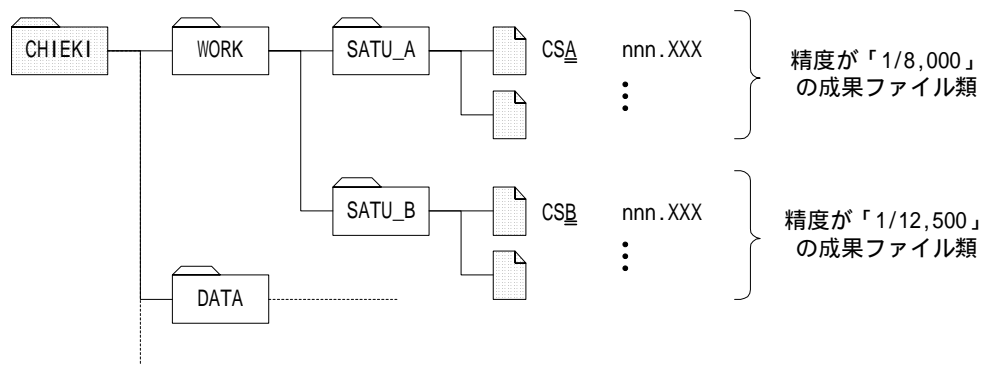 CHIEKI
WORK
SATU_A
CSA nnn.XXX
精度が「1/8,000」
の成果ファイル類
SATU_B
CSB nnn.XXX
精度が「1/12,500」
の成果ファイル類
DATA